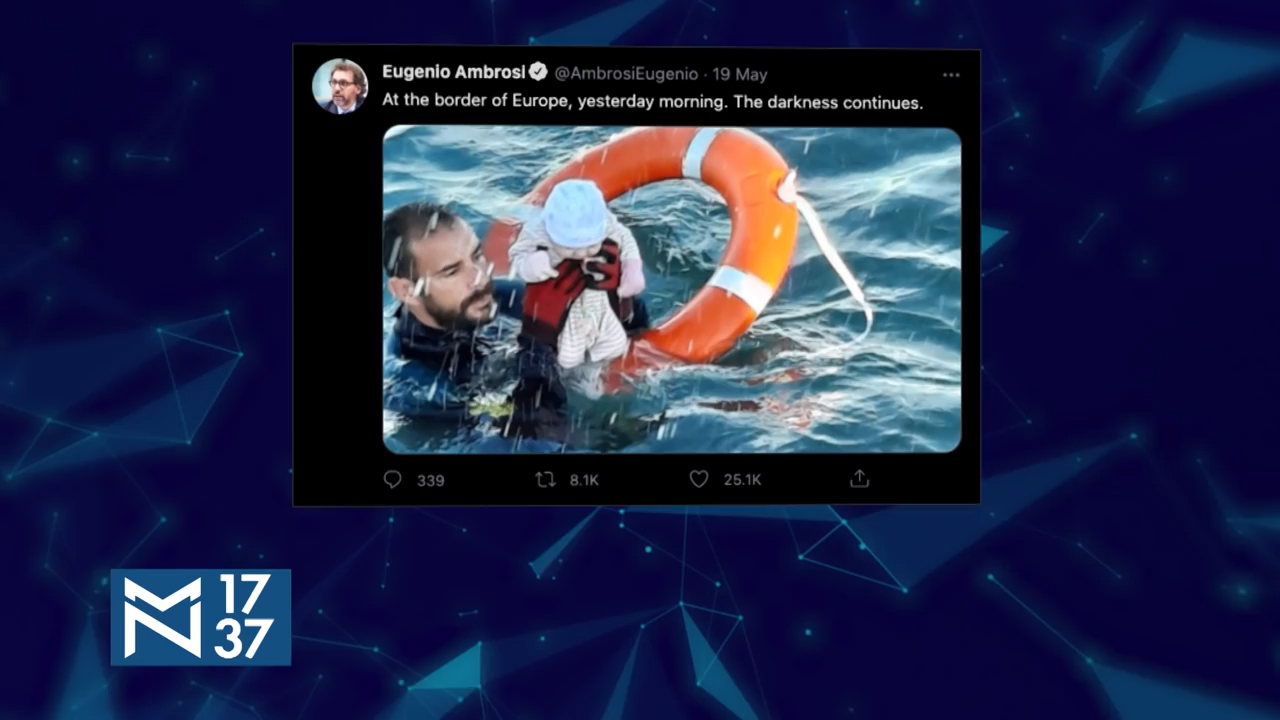 Eugenio Ambrosi @AmbrosiEugenio · 19 May
At the border of Europe, yesterday morning. The darkness continues.
339 8.1K 25.1K
17
37